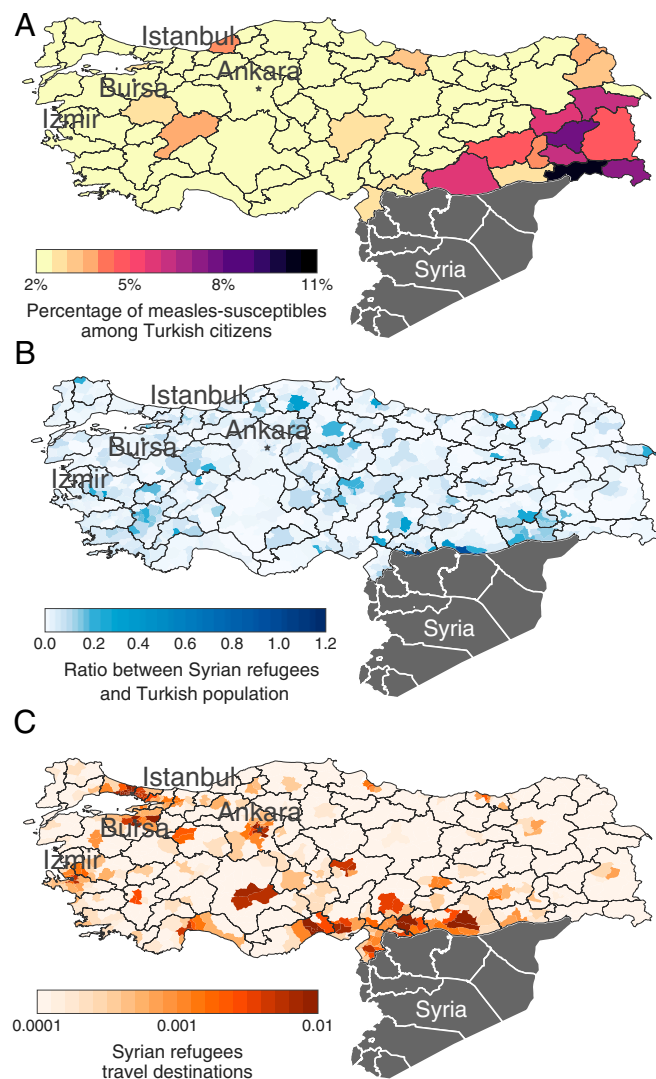 A
Istanbul
Ankara
Bursa
Izmir
Syria
2% 5% 8% 11%
Percentage of measles-susceptibles
among Turkish citizens
B
Istanbul
Ankara
Bursa
Izmir
Syria
0.0 0.2 0.4 0.6 0.8 1.0 1.2
Ratio between Syrian refugees
and Turkish population
C
Istanbul
Ankara
Bursa
Izmir
Syria
0.0001 0.001 0.01
Syrian refugees
travel destinations